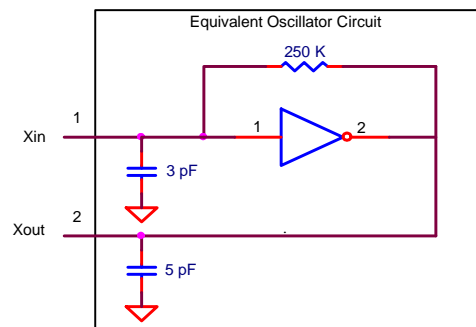 Equivalent Oscillator Circuit
250 K
1
Xin
1
2
3 pF
2
Xout
5 pF